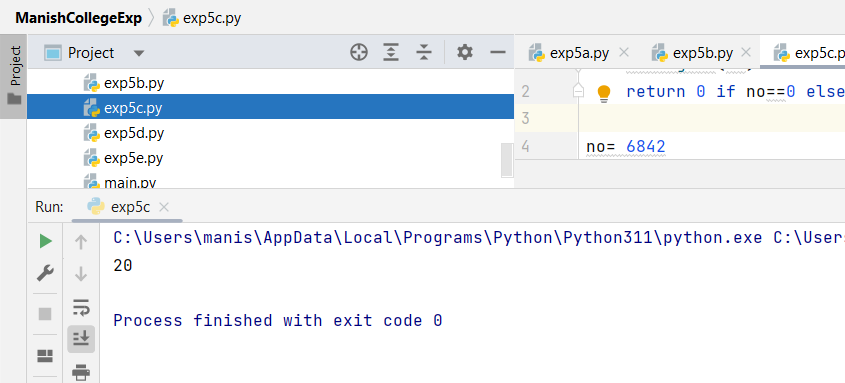 ManishCollegeExp exp5c.py
Project
Project
exp5a.py
exp5b.py
exp5c.p
exp5b.py
exp5c.py
exp5d.py
exp5e.py
main.py
2 return 0 if no==0 else
3
4 no= 6842
Run: exp5c
C:\Users\manis\AppData\Local\Programs\Python\Python311\python.exe C:\Users
20
Process finished with exit code 0